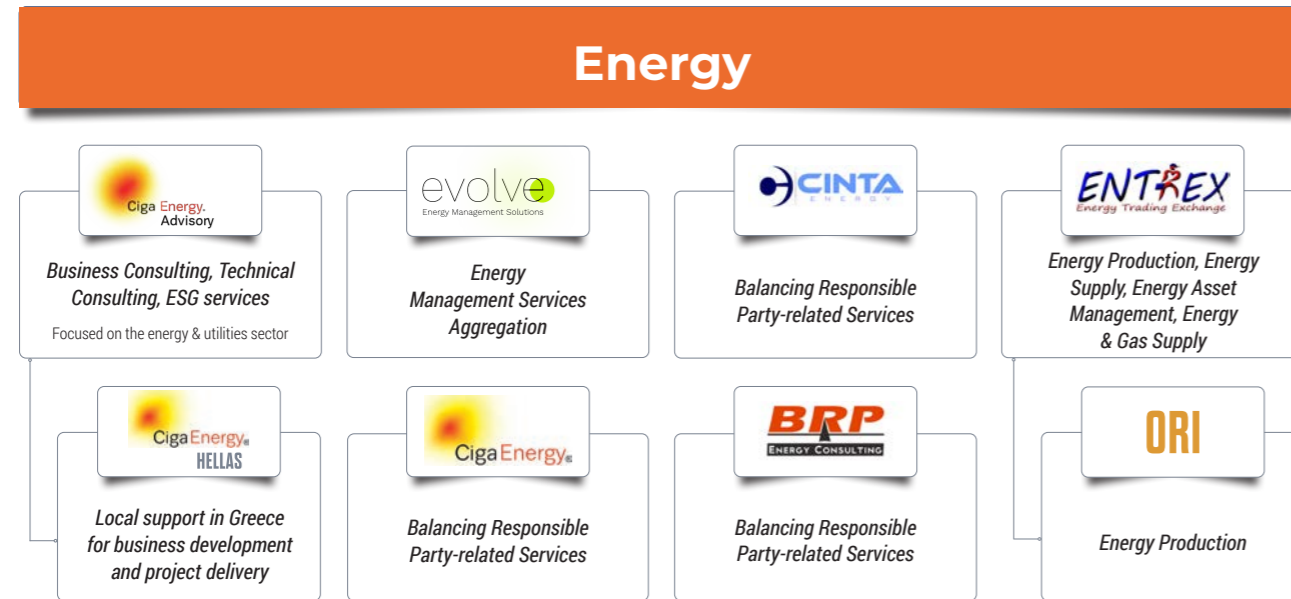 Energy
Ciga Energy.
Advisory
Business Consulting, Technical
Consulting, ESG services
Focused on the energy & utilities sector
evolve
Energy Management Solutions
Energy
Management Services
Aggregation
CINTA
ENERGY
Balancing Responsible
Party-related Services
ENTREX
Energy Trading Exchange
Energy Production, Energy
Supply, Energy Asset
Management, Energy
& Gas Supply
CigaEnergy®
HELLAS
Local support in Greece
for business development
and project delivery
CigaEnergy®
Balancing Responsible
Party-related Services
BRP
ENERGY CONSULTING
Balancing Responsible
Party-related Services
ORI
Energy Production